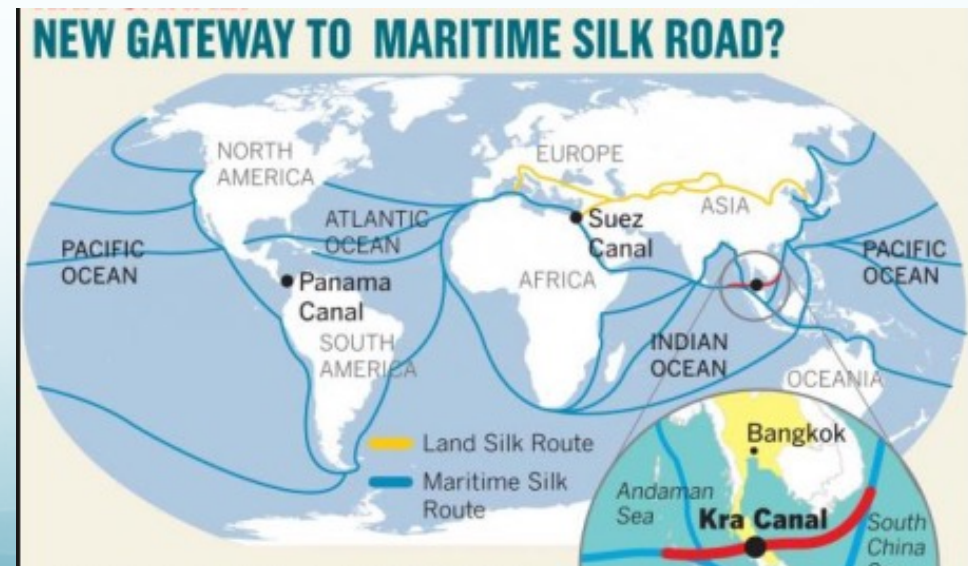 NEW GATEWAY TO MARITIME SILK ROAD?
NORTH
AMERICA
EUROPE
ASIA
ATLANTIC
OCEAN
Suez
Canal
PACIFIC
OCEAN
PACIFIC
OCEAN
Panama
Canal
AFRICA
SOUTH
AMERICA
INDIAN
OCEAN
OCEANIA
Land Silk Route
Maritime Silk
Route
Bangkok
Andaman
Sea
Kra Canal
South
China